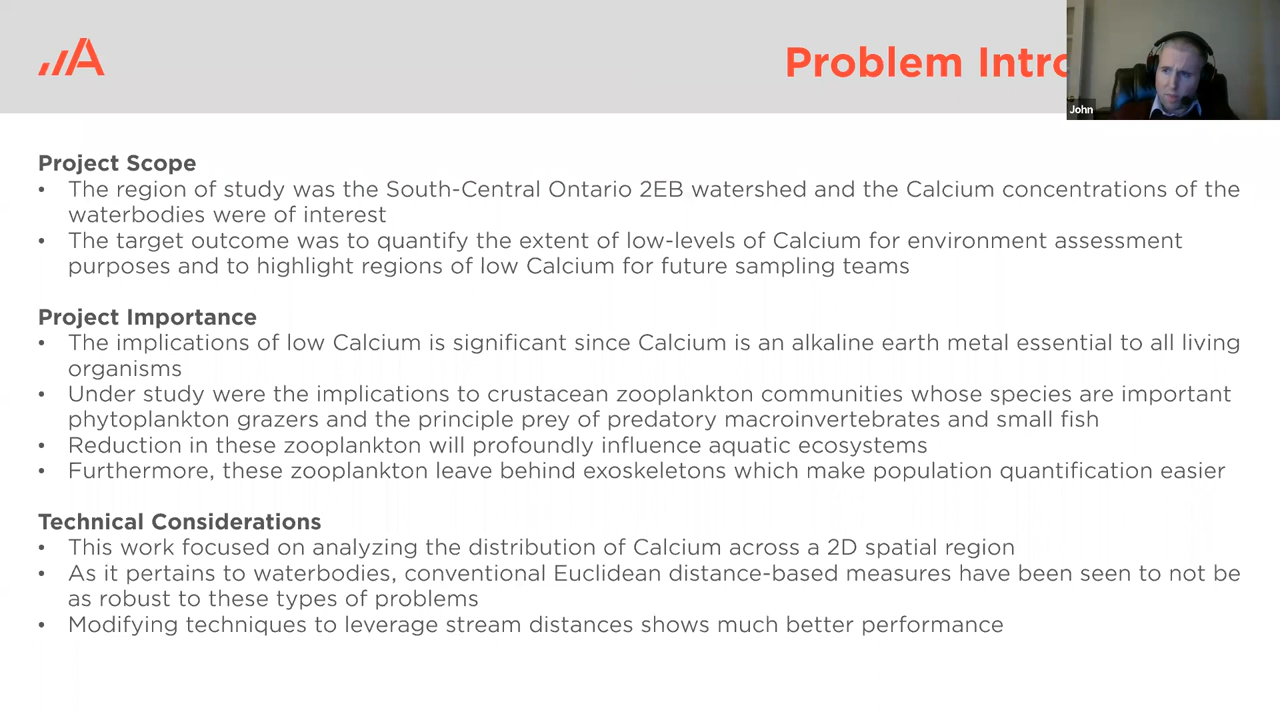 Problem Intro
John
Project Scope
• The region of study was the South-Central Ontario 2EB watershed and the Calcium concentrations of the
waterbodies were of interest
• The target outcome was to quantify the extent of low-levels of Calcium for environment assessment
purposes and to highlight regions of low Calcium for future sampling teams
Project Importance
• The implications of low Calcium is significant since Calcium is an alkaline earth metal essential to all living
organisms
• Under study were the implications to crustacean zooplankton communities whose species are important
phytoplankton grazers and the principle prey of predatory macroinvertebrates and small fish
• Reduction in these zooplankton will profoundly influence aquatic ecosystems
• Furthermore, these zooplankton leave behind exoskeletons which make population quantification easier
Technical Considerations
• This work focused on analyzing the distribution of Calcium across a 2D spatial region
• As it pertains to waterbodies, conventional Euclidean distance-based measures have been seen to not be
as robust to these types of problems
• Modifying techniques to leverage stream distances shows much better performance